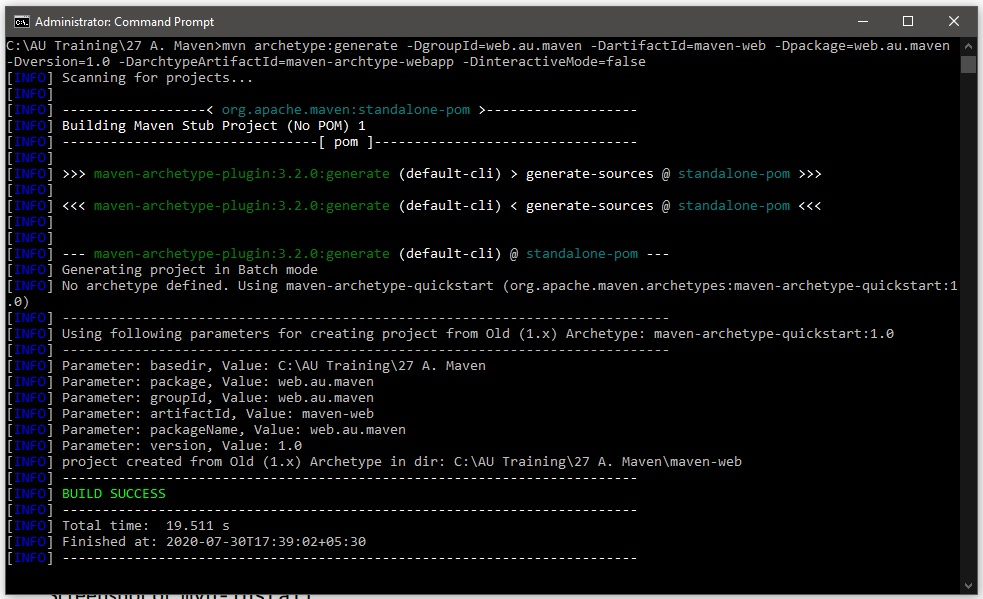 Administrator: Command Prompt
C:\AU Training\27 A. Maven>mvn archetype:generate -DgroupId=web.au.maven -DartifactId=maven-web -Dpackage=web.au.maven
-Dversion=1.0 -DarchtypeArtifactId=maven-archtype-webapp -DinteractiveMode=false
[INFO] Scanning for projects...
[INFO]
[INFO] ------------------< org.apache.maven:standalone-pom >-------------------
[INFO] Building Maven Stub Project (No POM) 1
[INFO] --------------------------------[ pom ]---------------------------------
[INFO]
[INFO] >>> maven-archetype-plugin:3.2.0:generate (default-cli) > generate-sources @ standalone-pom >>>
[INFO]
[INFO] <<< maven-archetype-plugin:3.2.0:generate (default-cli) < generate-sources @ standalone-pom <<<
[INFO]
[INFO]
[INFO] --- maven-archetype-plugin:3.2.0:generate (default-cli) @ standalone-pom ---
[INFO] Generating project in Batch mode
[INFO] No archetype defined. Using maven-archetype-quickstart (org.apache.maven.archetypes:maven-archetype-quickstart:1
.0)
[INFO] ----------------------------------------------------------------------------
[INFO] Using following parameters for creating project from Old (1.x) Archetype: maven-archetype-quickstart:1.0
[INFO] ----------------------------------------------------------------------------
[INFO] Parameter: basedir, Value: C:\AU Training\27 A. Maven
[INFO] Parameter: package, Value: web.au.maven
[INFO] Parameter: groupId, Value: web.au.maven
[INFO] Parameter: artifactId, Value: maven-web
[INFO] Parameter: packageName, Value: web.au.maven
[INFO] Parameter: version, Value: 1.0
[INFO] project created from Old (1.x) Archetype in dir: C:\AU Training\27 A. Maven\maven-web
[INFO] ------------------------------------------------------------------------
[INFO] BUILD SUCCESS
[INFO] ------------------------------------------------------------------------
[INFO] Total time:  19.511 s
[INFO] Finished at: 2020-07-30T17:39:02+05:30
[INFO] ------------------------------------------------------------------------